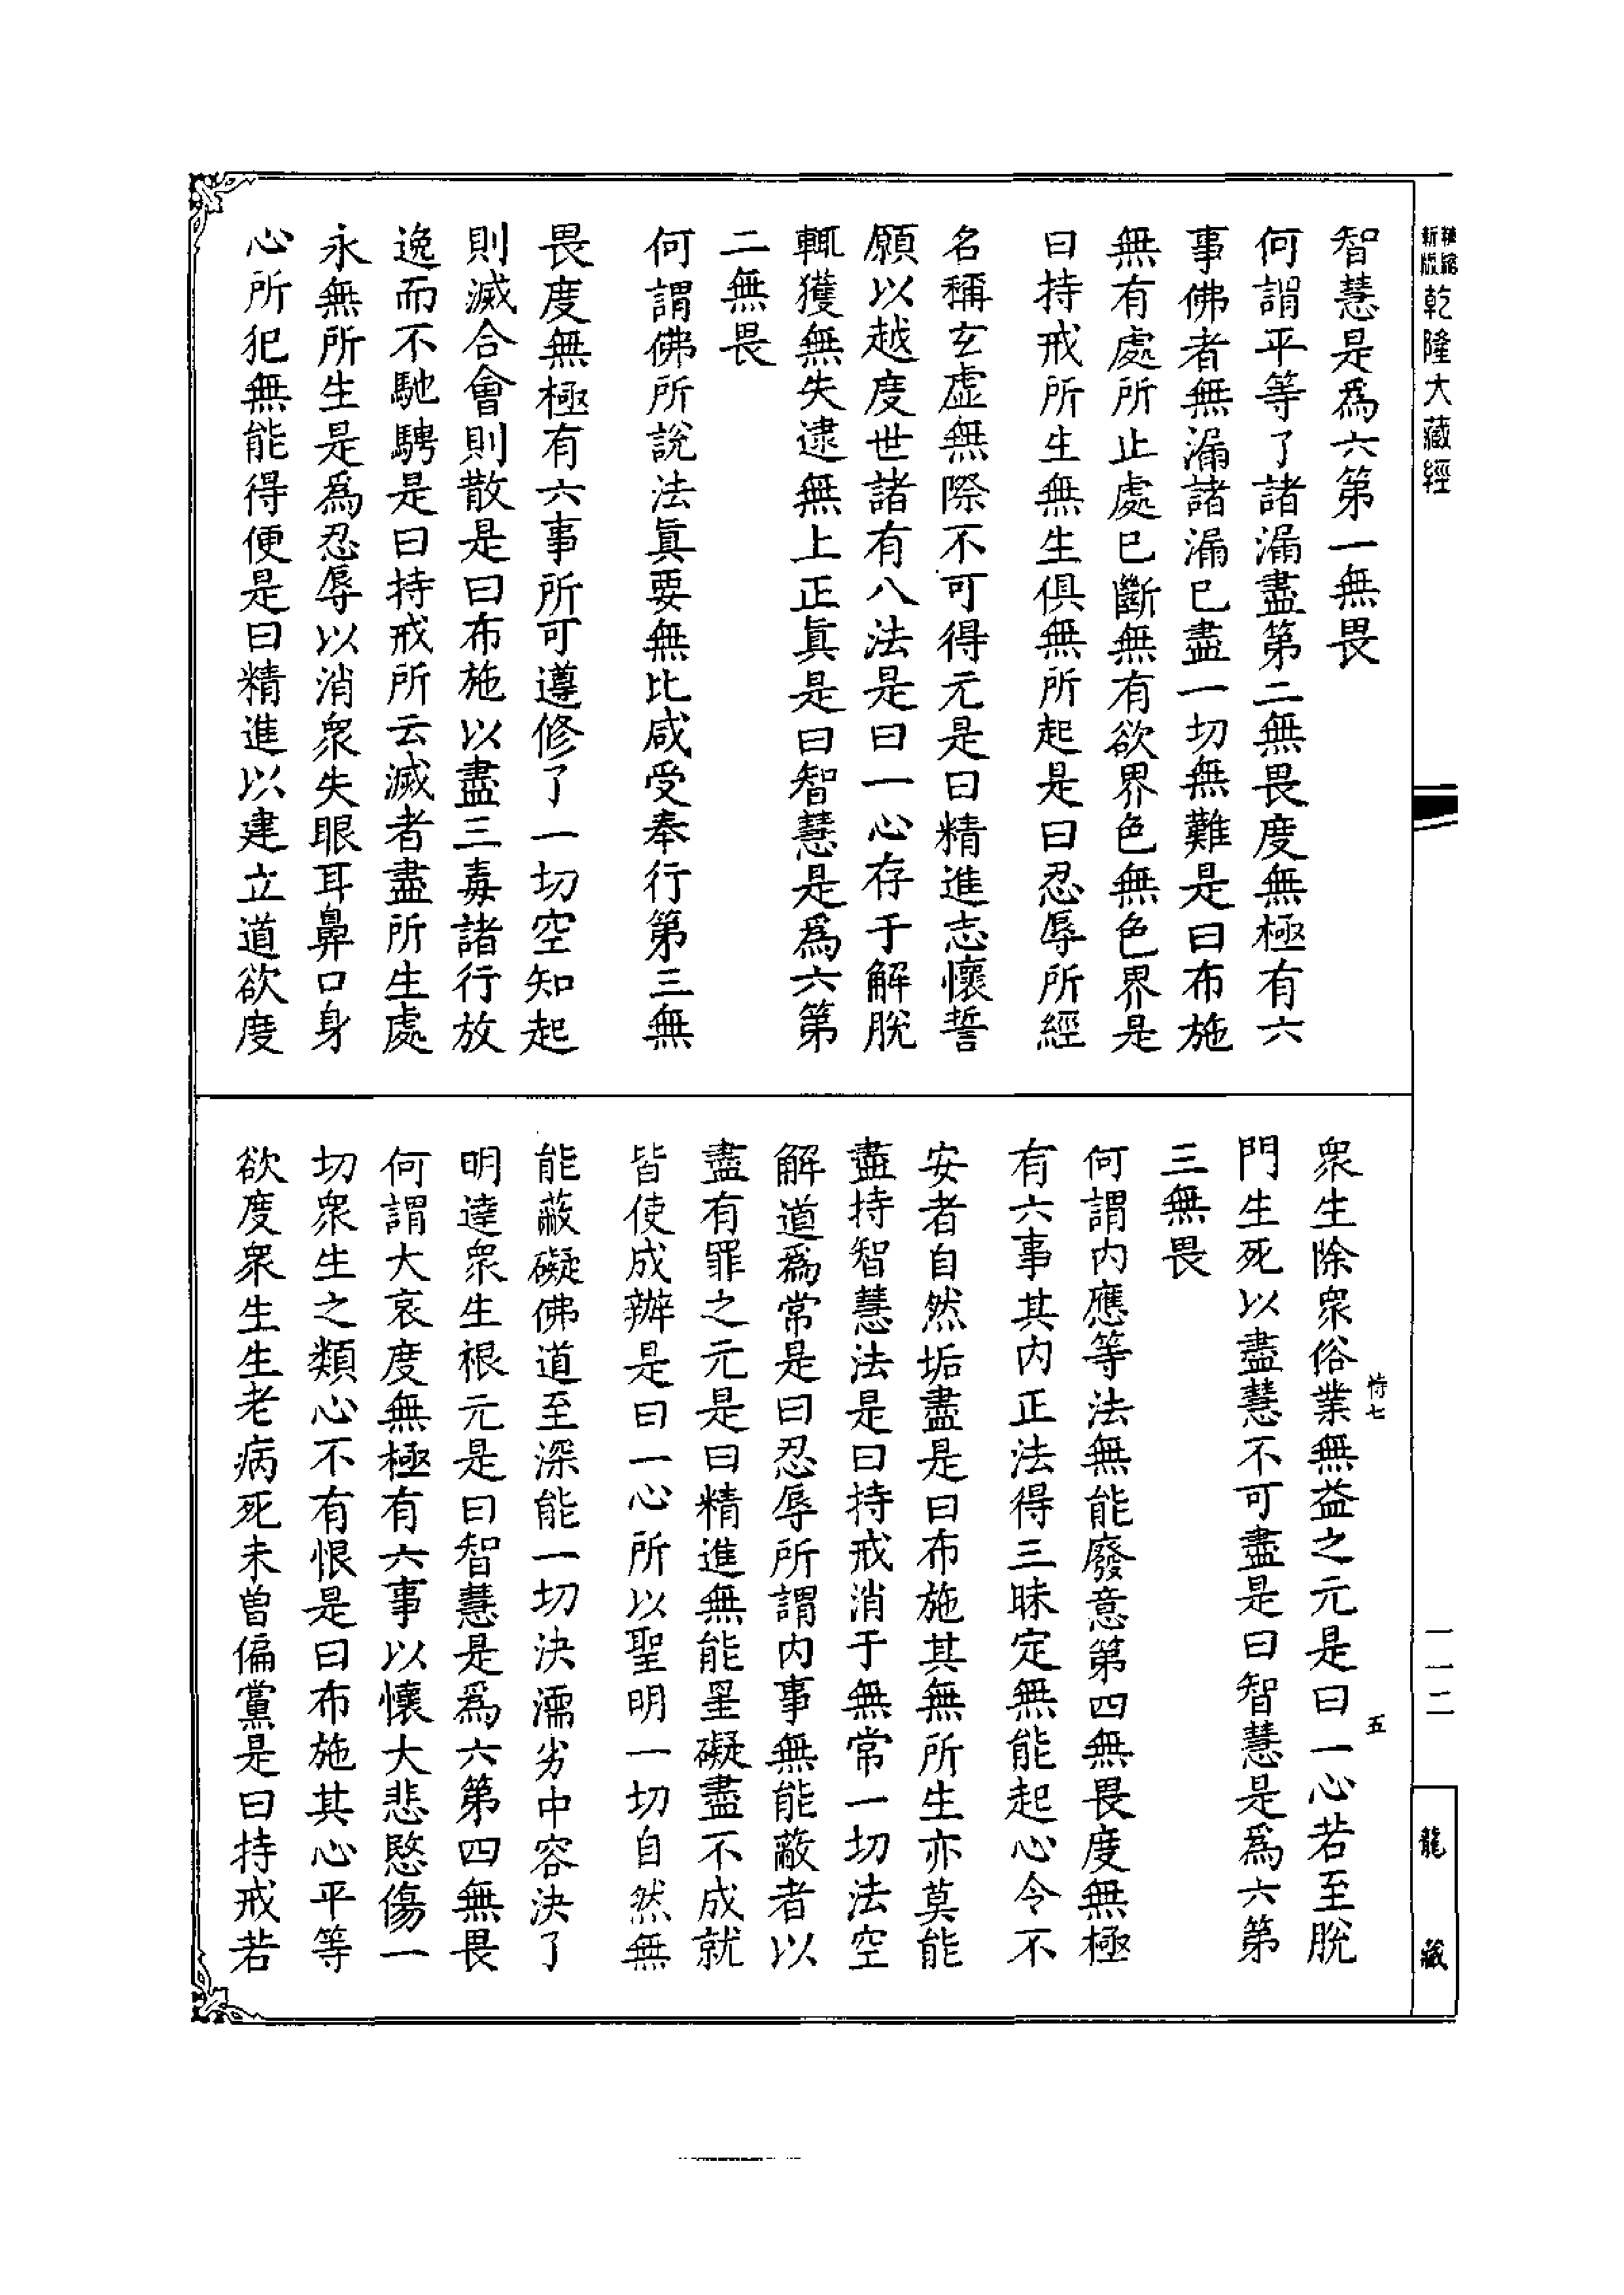 新版
乾隆大藏經
智慧是爲六第一無畏
何謂平等了諸漏盡第二無畏度無極有六
事佛者無漏諸漏已盡一切無難是曰布施
無有處所止處已斷無有欲界色無色界是
曰持戒所生無生俱無所起是曰忍辱所經
名稱玄虛無際不可得元是曰精進志懷誓
願以越度世諸有八法是曰一心存于解脫
輒獲無失逮無上正眞是曰智慧是爲六第
二無畏
何謂佛所說法眞要無比咸受奉行第三無
畏度無極有六事所可遵修了一切空知起
則滅合會則散是曰布施以盡三毒諸行放
逸而不馳騁是曰持戒所云滅者盡所生處
永無所生是爲忍辱以消衆失眼耳鼻口身
心所犯無能得便是曰精進以建立道欲度
衆生除衆俗業無益之元是曰一心若至脫
門生死以盡慧不可盡是曰智慧是爲六第
三無畏
何謂內應等法無能廢意第四無畏度無極
有六事其內正法得三昧定無能起心令不
安者自然垢盡是曰布施其無所生亦莫能
盡持智慧法是曰持戒消于無常一切法空
解道爲常是曰忍辱所謂內事無能蔽者以
盡有罪之元是曰精進無能罣礙盡不成就
皆使成辦是曰一心所以聖明一切自然無
能蔽礙佛道至深能一切決濡劣中容決了
明達衆生根元是曰智慧是爲六第四無畏
何謂大哀度無極有六事以懷大悲愍傷一
切衆生之類心不有恨是曰布施其心平等
欲度衆生生老病死未曾偏黨是曰持戒若
五
一一二
龍藏